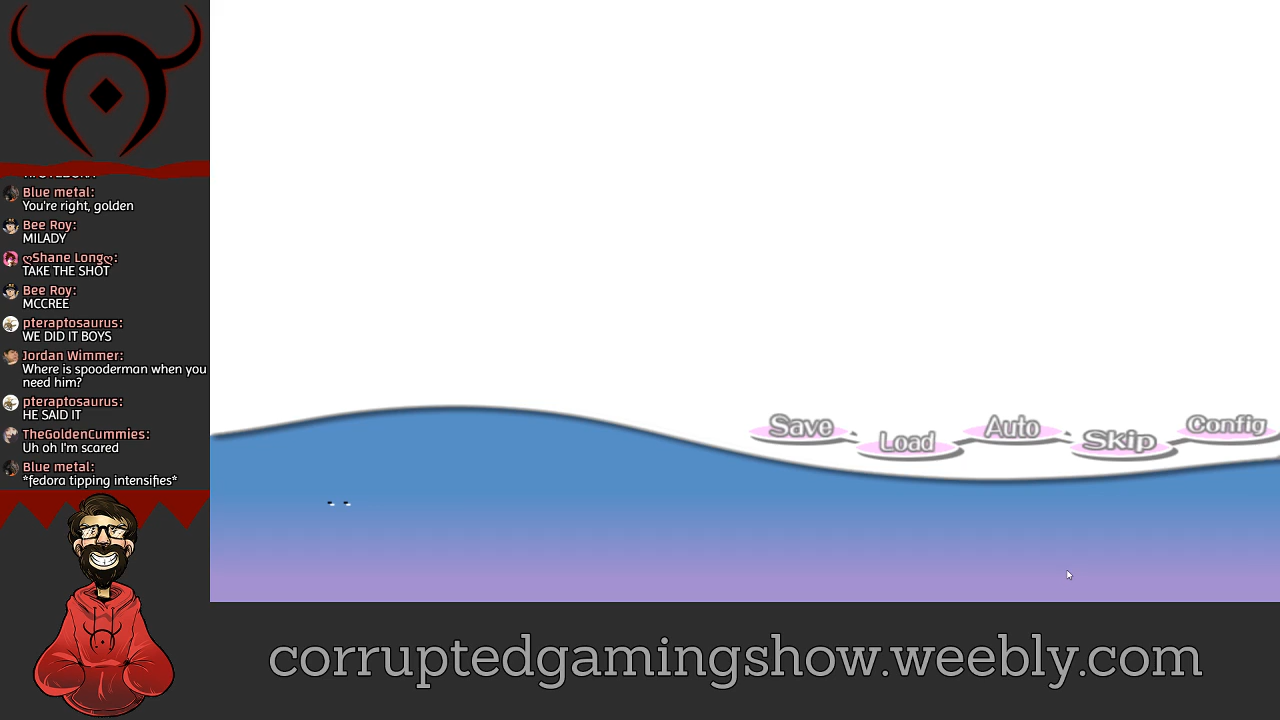 Blue metal:
You're right, golden
Bee Roy:
MILADY
ღShane Longღ:
TAKE THE SHOT
Bee Roy:
MCCREE
pteraptosaurus:
WE DID IT BOYS
Jordan Wimmer:
Where is spooderman when you
need him?
pteraptosaurus:
HE SAID IT
TheGoldenCummies:
Uh oh I'm scared
Blue metal:
*fedora tipping intensifies*
Save
Load
Auto
Skip
Config
corruptedgamingshow.weebly.com